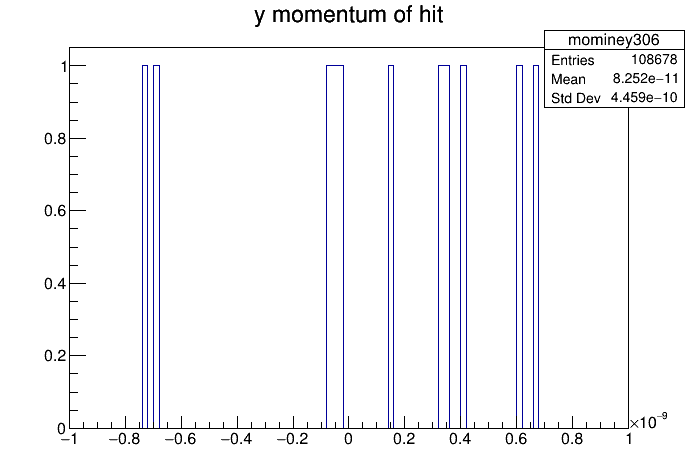 y momentum of hit
mominey306
Entries 108678
Mean 8.252e−11
Std Dev 4.459e−10
1
0.8
0.6
0.4
0.2
0
−1 −0.8 −0.6 −0.4 −0.2 0 0.2 0.4 0.6 0.8 1
×10⁻⁹